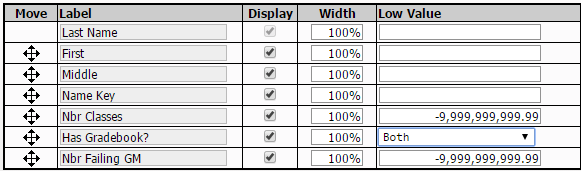 Move Label Display Width Low Value
Last Name 100%
First 100%
Middle 100%
Name Key 100%
Nbr Classes 100% -9,999,999,999.99
Has Gradebook? 100% Both
Nbr Failing GM 100% -9,999,999,999.99